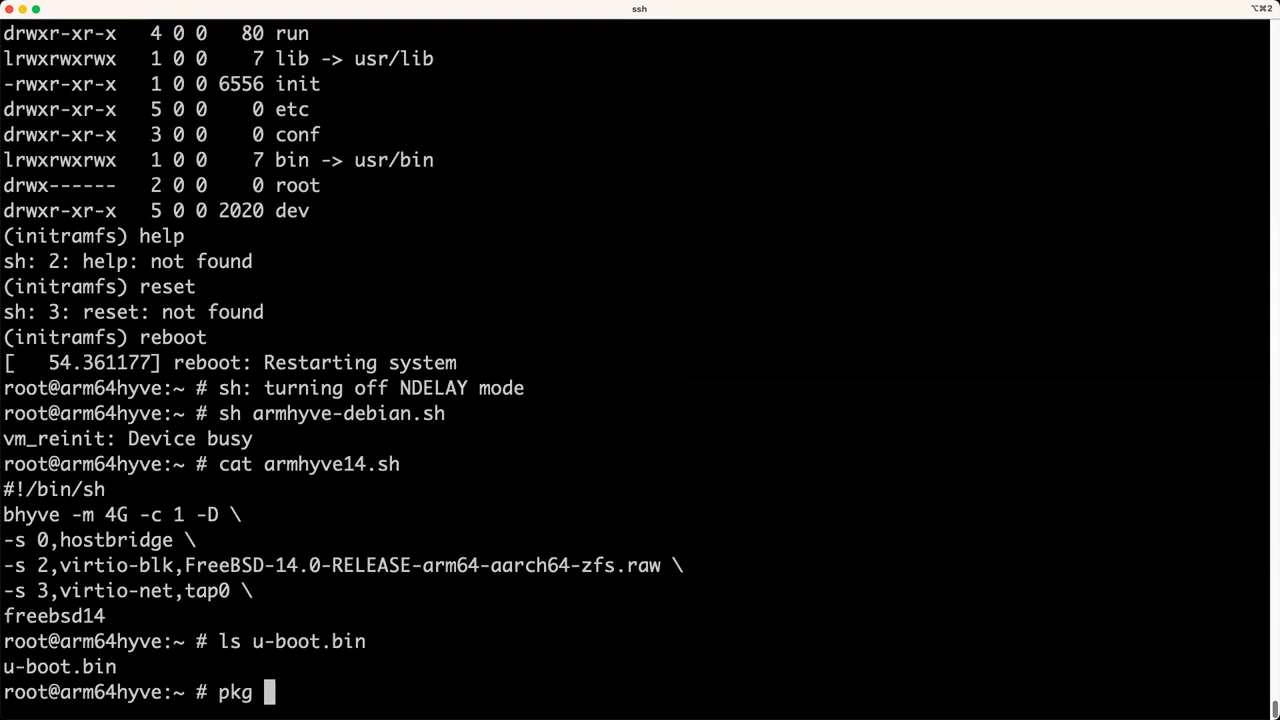 ssh
⌥⌘2
drwxr-xr-x   4 0 0   80 run
lrwxrwxrwx   1 0 0    7 lib -> usr/lib
-rwxr-xr-x   1 0 0 6556 init
drwxr-xr-x   5 0 0    0 etc
drwxr-xr-x   3 0 0    0 conf
lrwxrwxrwx   1 0 0    7 bin -> usr/bin
drwx------   2 0 0    0 root
drwxr-xr-x   5 0 0 2020 dev
(initramfs) help
sh: 2: help: not found
(initramfs) reset
sh: 3: reset: not found
(initramfs) reboot
[   54.361177] reboot: Restarting system
root@arm64hyve:~ # sh: turning off NDELAY mode
root@arm64hyve:~ # sh armhyve-debian.sh
vm_reinit: Device busy
root@arm64hyve:~ # cat armhyve14.sh
#!/bin/sh
bhyve -m 4G -c 1 -D \
-s 0,hostbridge \
-s 2,virtio-blk,FreeBSD-14.0-RELEASE-arm64-aarch64-zfs.raw \
-s 3,virtio-net,tap0 \
freebsd14
root@arm64hyve:~ # ls u-boot.bin
u-boot.bin
root@arm64hyve:~ # pkg